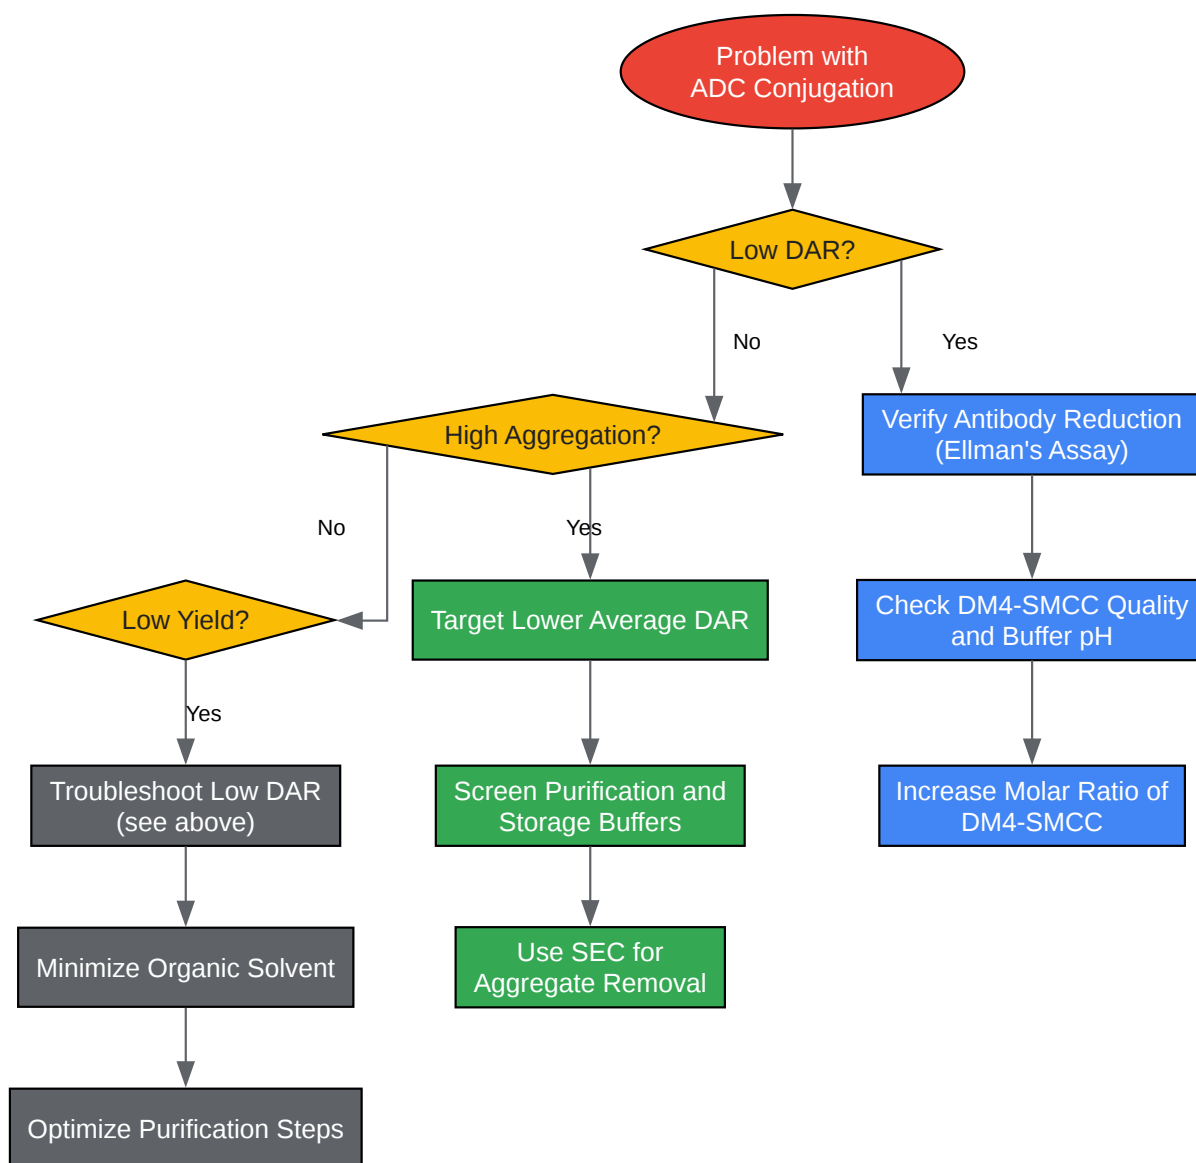 Problem with
ADC Conjugation
Low DAR?
No
Yes
High Aggregation?
Verify Antibody Reduction
(Ellman's Assay)
No
Yes
Low Yield?
Target Lower Average DAR
Check DM4-SMCC Quality
and Buffer pH
Yes
Troubleshoot Low DAR
(see above)
Screen Purification and
Storage Buffers
Increase Molar Ratio of
DM4-SMCC
Minimize Organic Solvent
Use SEC for
Aggregate Removal
Optimize Purification Steps